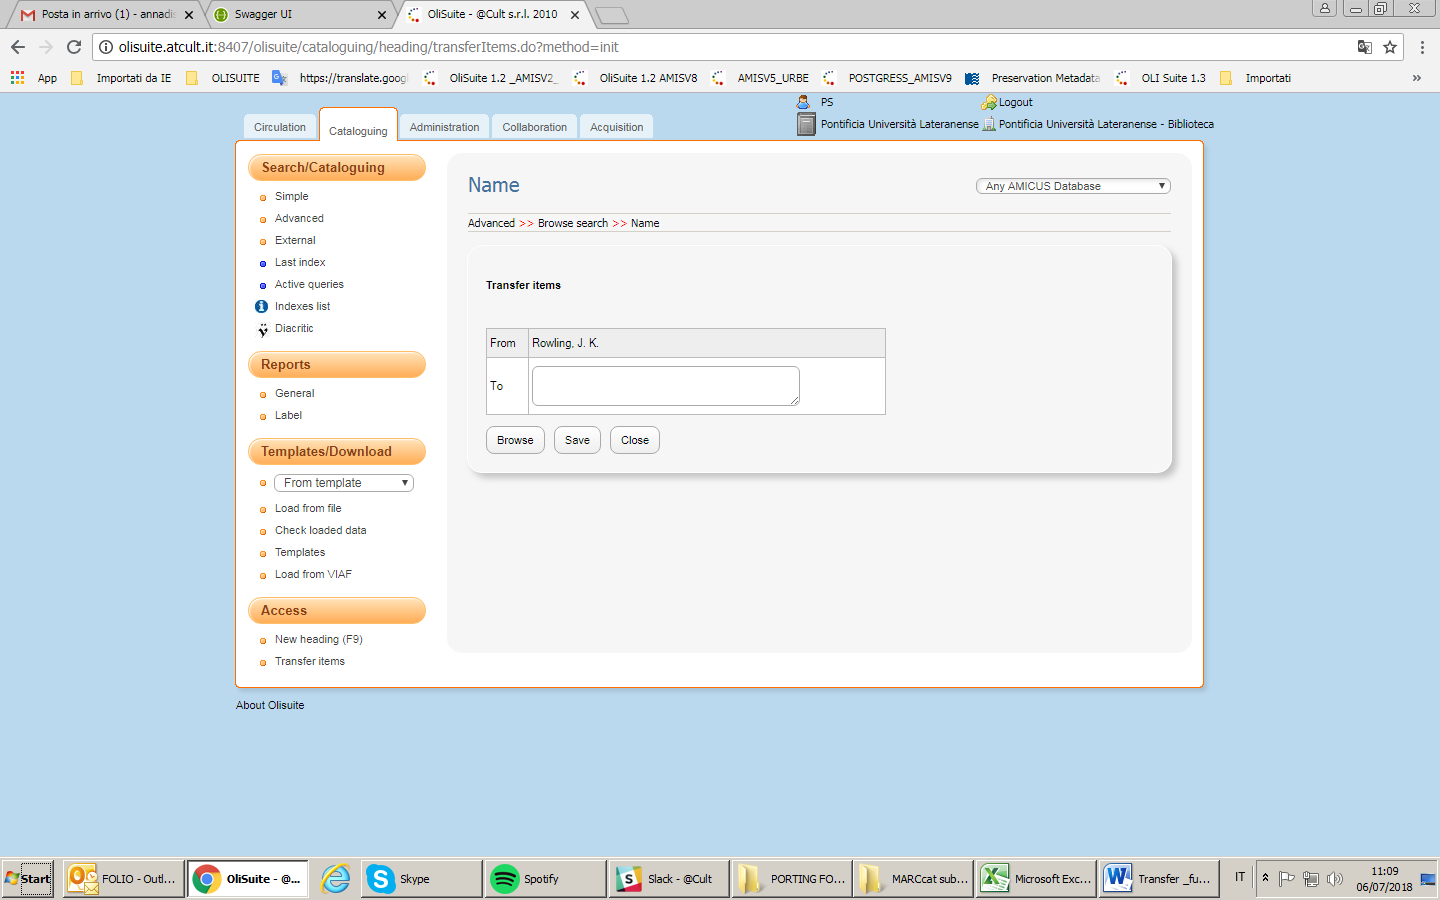 Posta in arrivo (1) - annadis
Swagger UI
OliSuite - @Cult s.r.l. 2010
olisuite.atcult.it:8407/olisuite/cataloguing/heading/transferItems.do?method=init
App
Importati da IE
OLISUITE
https://translate.goog
OliSuite 1.2 _AMISV2_
OliSuite 1.2 AMISV8
AMISV5_URBE
POSTGRESS_AMISV9
Preservation Metadata
OLI Suite 1.3
Importati
»
PS
Logout
Pontificia Università Lateranense
Pontificia Università Lateranense - Biblioteca
Circulation
Cataloguing
Administration
Collaboration
Acquisition
Search/Cataloguing
Simple
Advanced
External
Last index
Active queries
Indexes list
Diacritic
Reports
General
Label
Templates/Download
From template
Load from file
Check loaded data
Templates
Load from VIAF
Access
New heading (F9)
Transfer items
Name
Any AMICUS Database
Advanced >> Browse search >> Name
Transfer items
From Rowling, J. K.
To
Browse Save Close
About Olisuite
Start
FOLIO - Outl...
OliSuite - @...
Skype
Spotify
Slack - @Cult
PORTING FO...
MARCcat sub...
Microsoft Exc...
Transfer _fu...
IT
11:09
06/07/2018